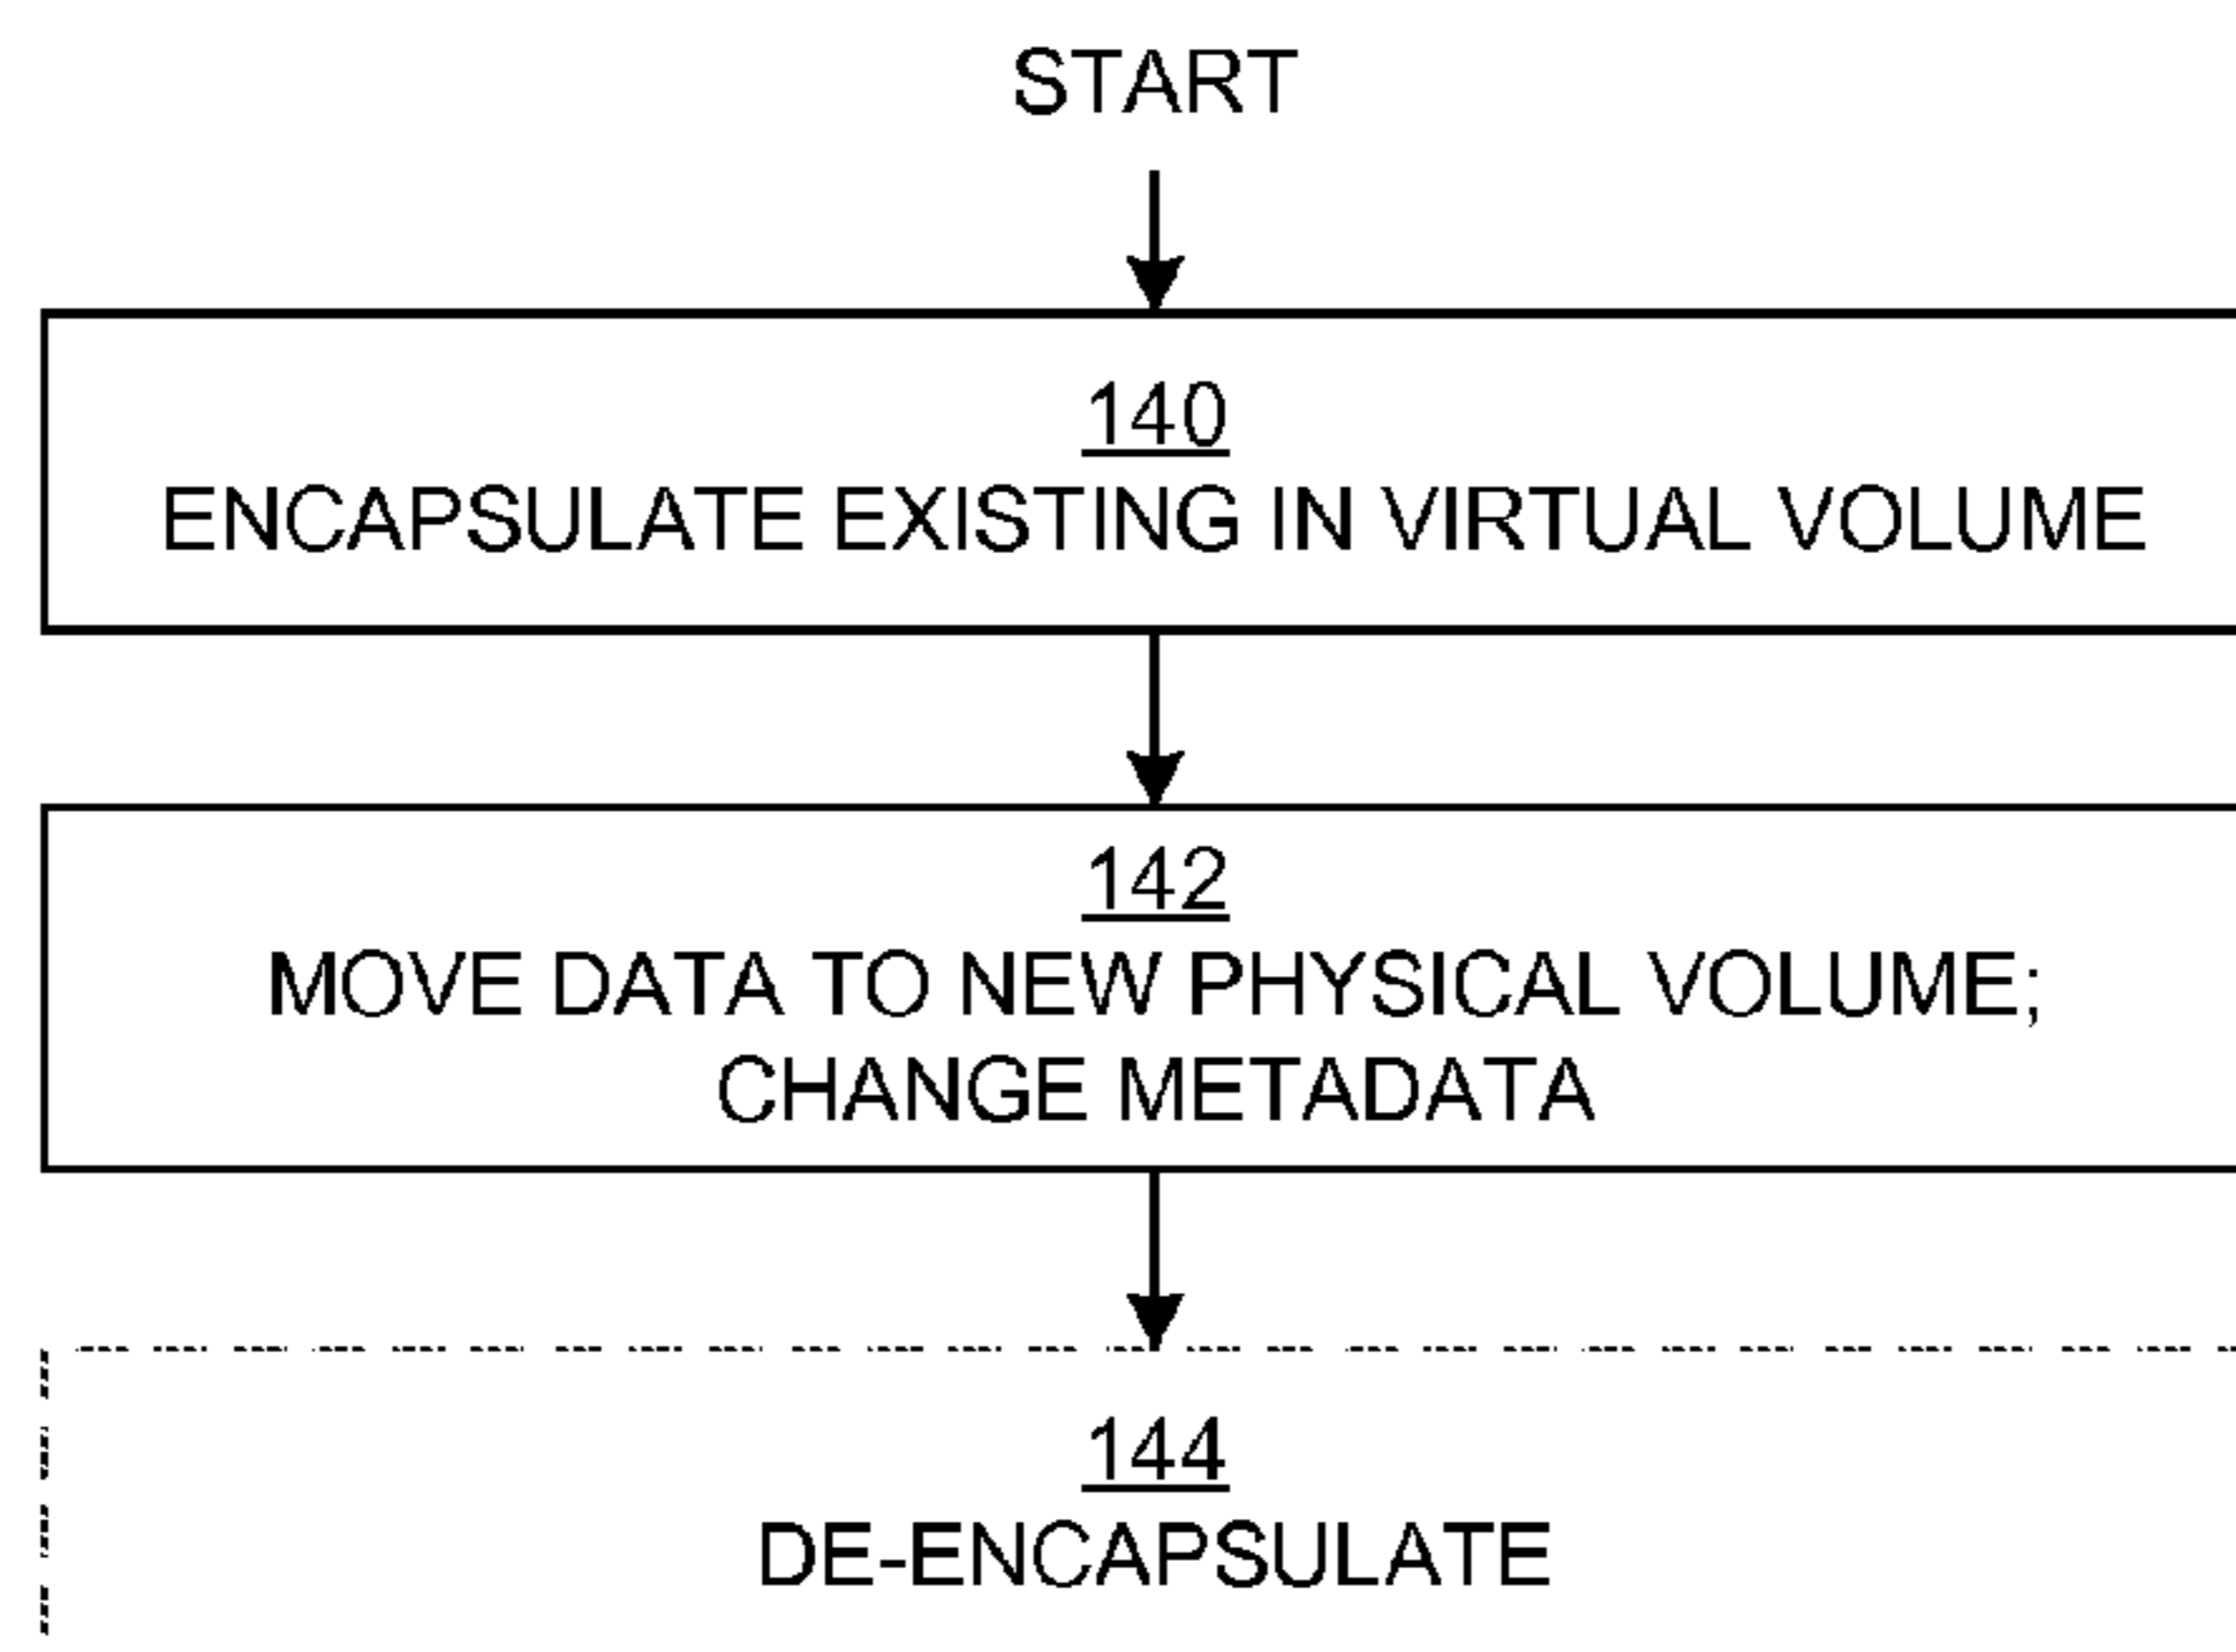 START
140
ENCAPSULATE EXISTING IN VIRTUAL VOLUME
142
MOVE DATA TO NEW PHYSICAL VOLUME;
CHANGE METADATA
144
DE-ENCAPSULATE